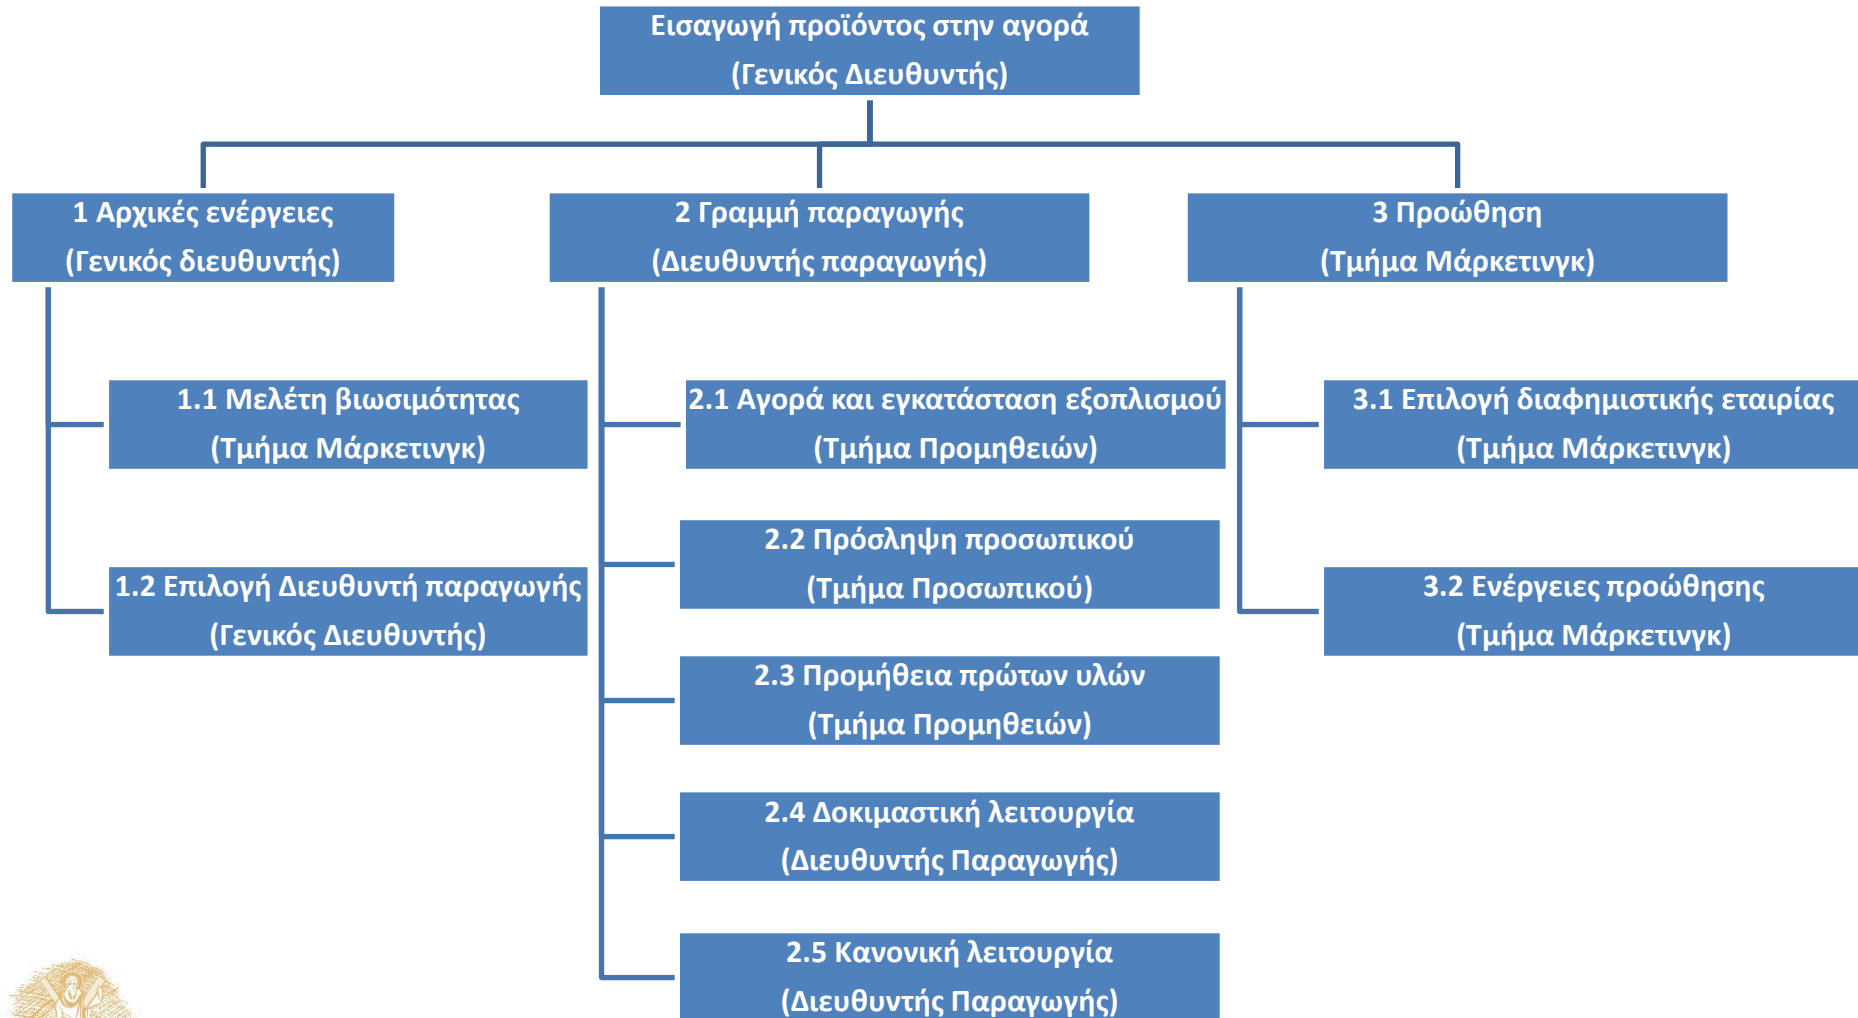 Εισαγωγή προϊόντος στην αγορά
(Γενικός Διευθυντής)
1 Αρχικές ενέργειες
(Γενικός διευθυντής)
1.1 Μελέτη βιωσιμότητας
(Τμήμα Μάρκετινγκ)
1.2 Επιλογή Διευθυντή παραγωγής
(Γενικός Διευθυντής)
2 Γραμμή παραγωγής
(Διευθυντής παραγωγής)
2.1 Αγορά και εγκατάσταση εξοπλισμού
(Τμήμα Προμηθειών)
2.2 Πρόσληψη προσωπικού
(Τμήμα Προσωπικού)
2.3 Προμήθεια πρώτων υλών
(Τμήμα Προμηθειών)
2.4 Δοκιμαστική λειτουργία
(Διευθυντής Παραγωγής)
2.5 Κανονική λειτουργία
(Διευθυντής Παραγωγής)
3 Προώθηση
(Τμήμα Μάρκετινγκ)
3.1 Επιλογή διαφημιστικής εταιρίας
(Τμήμα Μάρκετινγκ)
3.2 Ενέργειες προώθησης
(Τμήμα Μάρκετινγκ)